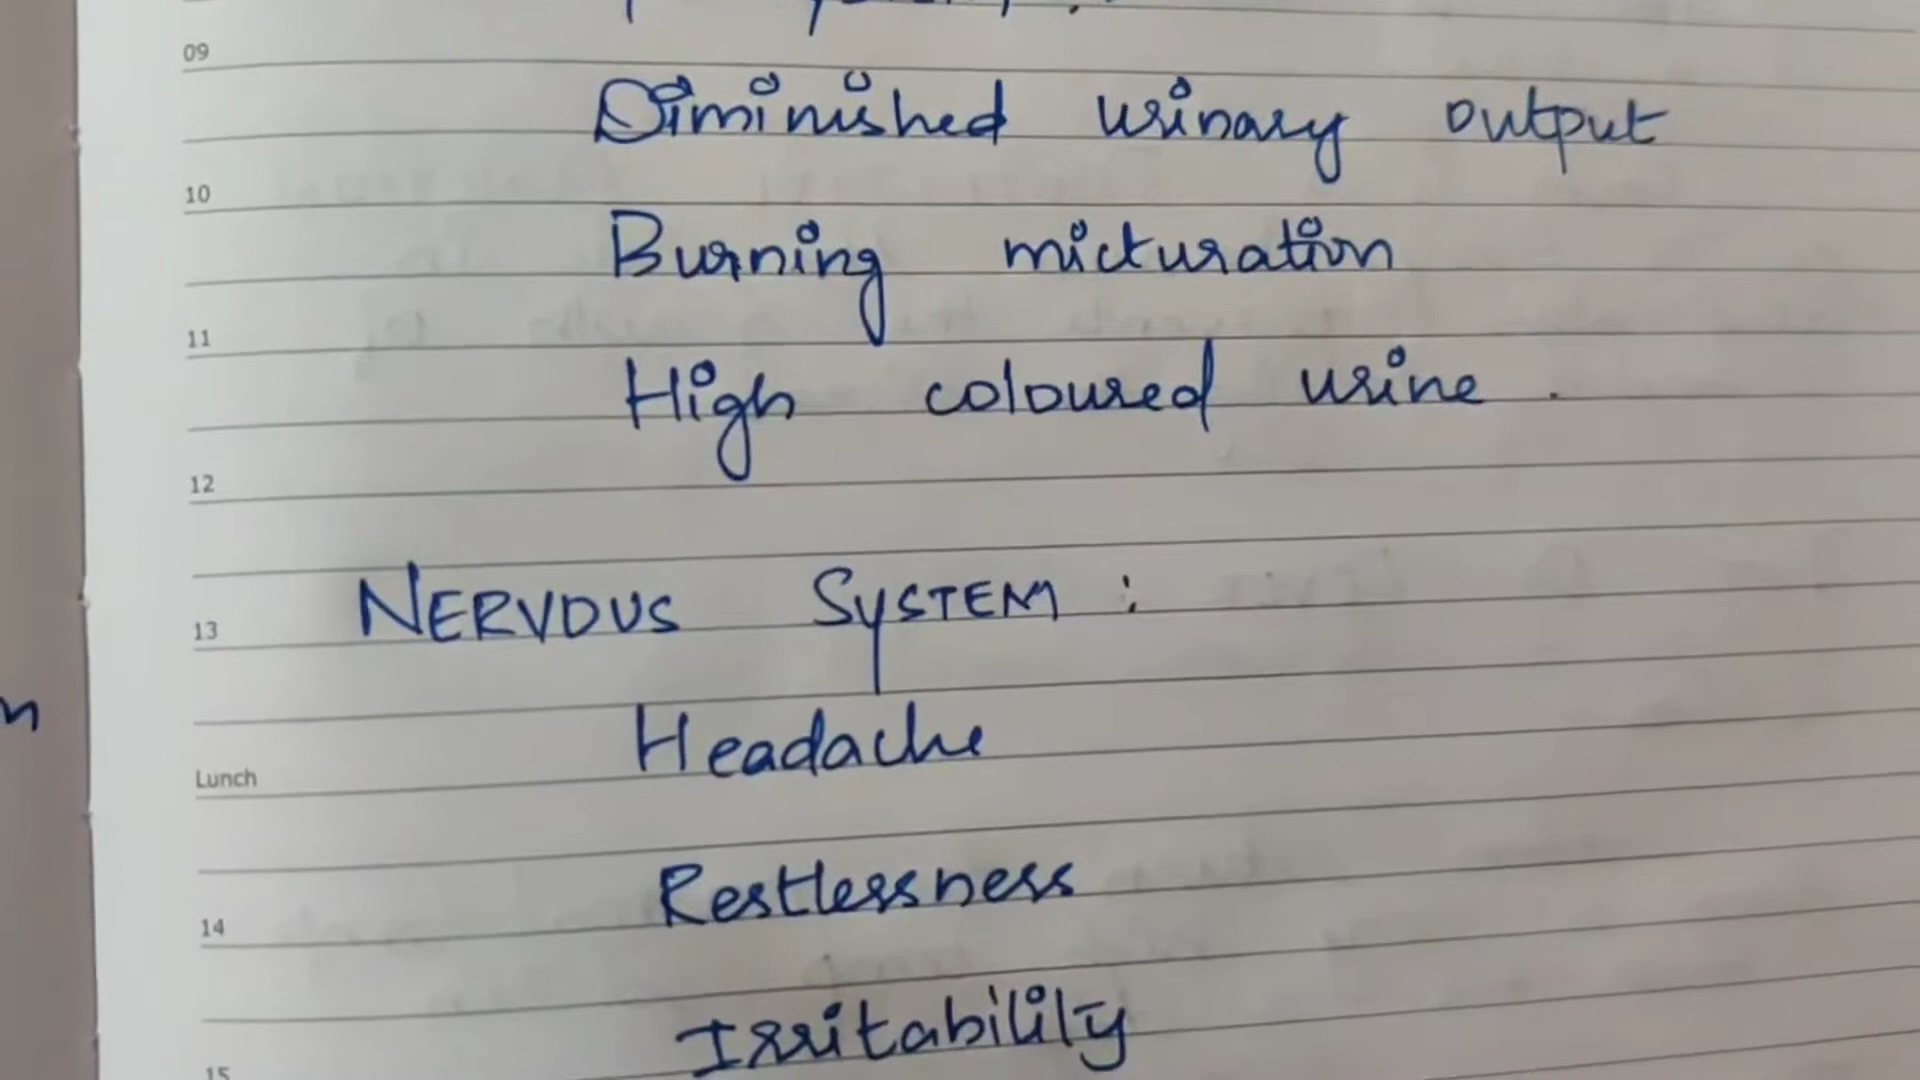 09
Diminished urinary output
10
Burning micturation
11
High coloured urine.
12
NERVOUS SYSTEM :
13
Headache
Lunch
Restlessness
14
Irritability
15